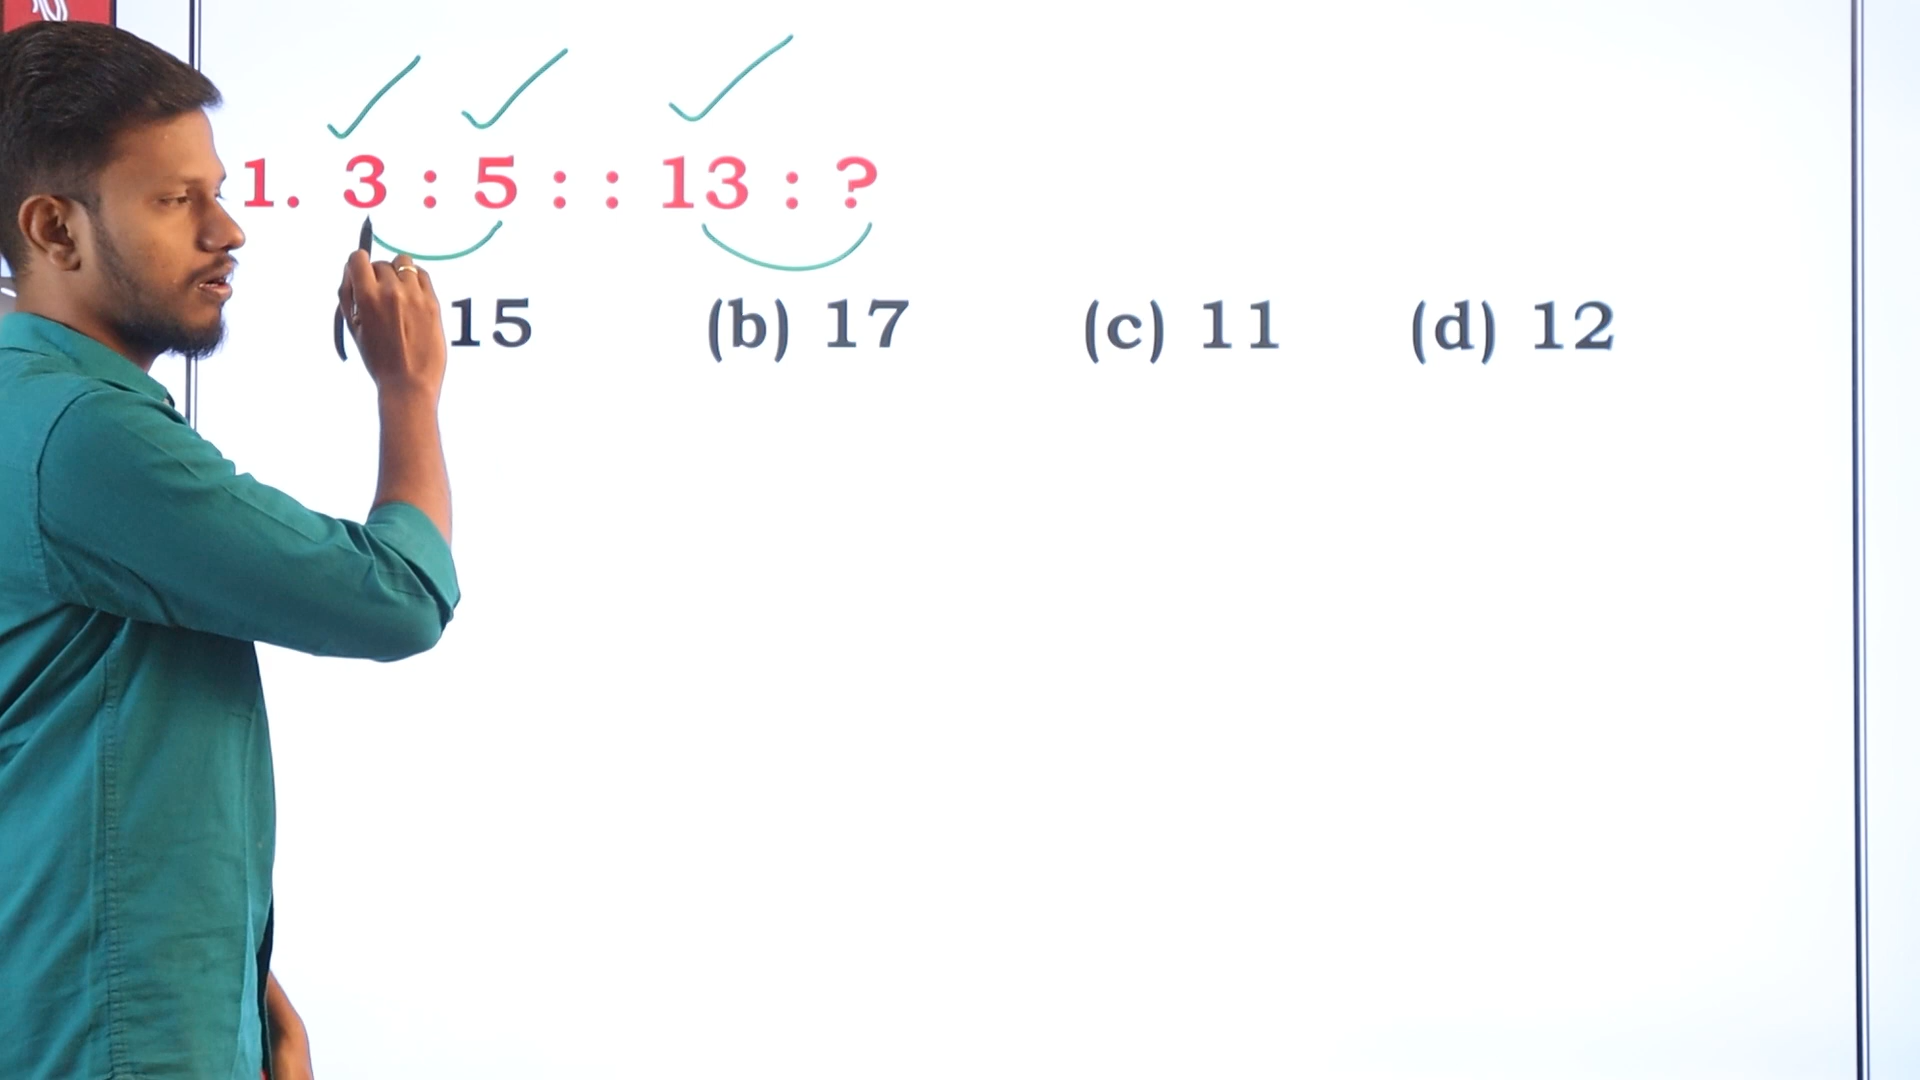 1. 3 : 5 : : 13 : ?
( 15 (b) 17 (c) 11 (d) 12